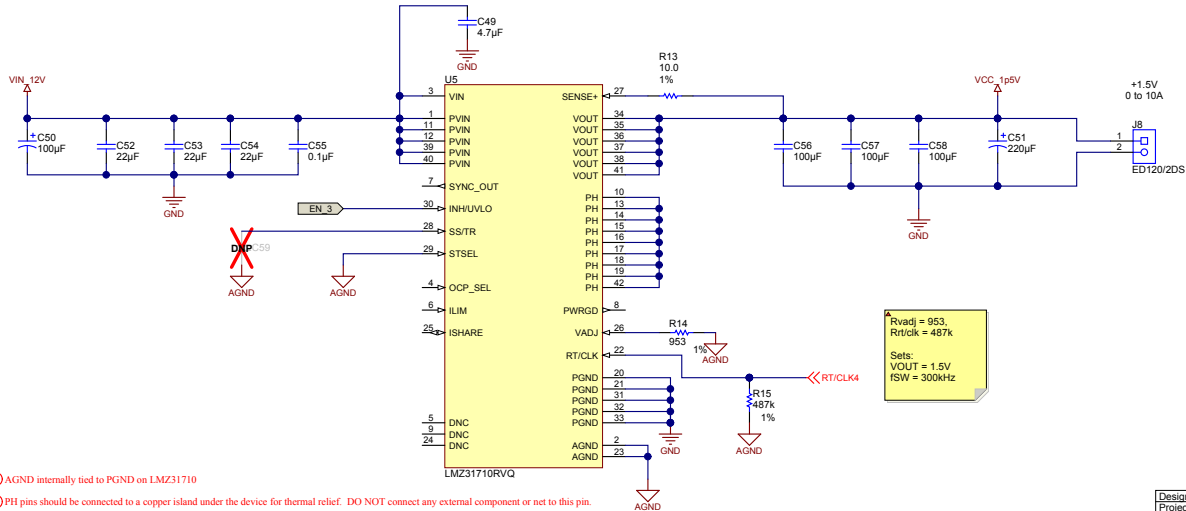 C49
4.7µF
GND
VIN_12V
C50
100µF
C52
22µF
C53
22µF
C54
22µF
C55
0.1µF
GND
EN_3
DNP
C59
AGND
AGND
U5
3 VIN
1 PVIN
11 PVIN
12 PVIN
39 PVIN
40 PVIN
7 SYNC_OUT
30 INH/UVLO
28 SS/TR
29 STSEL
4 OCP_SEL
6 ILIM
25 ISHARE
5 DNC
9 DNC
24 DNC
SENSE+ 27
VOUT 34
VOUT 35
VOUT 36
VOUT 37
VOUT 38
VOUT 41
PH 10
PH 13
PH 14
PH 15
PH 16
PH 17
PH 18
PH 19
PH 42
PWRGD 8
VADJ 26
RT/CLK 22
PGND 20
PGND 21
PGND 31
PGND 32
PGND 33
AGND 2
AGND 23
LMZ31710RVQ
R13
10.0
1%
VCC_1p5V
+1.5V
0 to 10A
C56
100µF
C57
100µF
C58
100µF
C51
220µF
J8
1
2
ED120/2DS
GND
R14
953
1%
AGND
RT/CLK4
R15
487k
1%
AGND
GND
AGND
Rvadj = 953,
Rrt/clk = 487k
Sets:
VOUT = 1.5V
fSW = 300kHz
) AGND internally tied to PGND on LMZ31710
) PH pins should be connected to a copper island under the device for thermal relief. DO NOT connect any external component or net to this pin.
Design
Projec